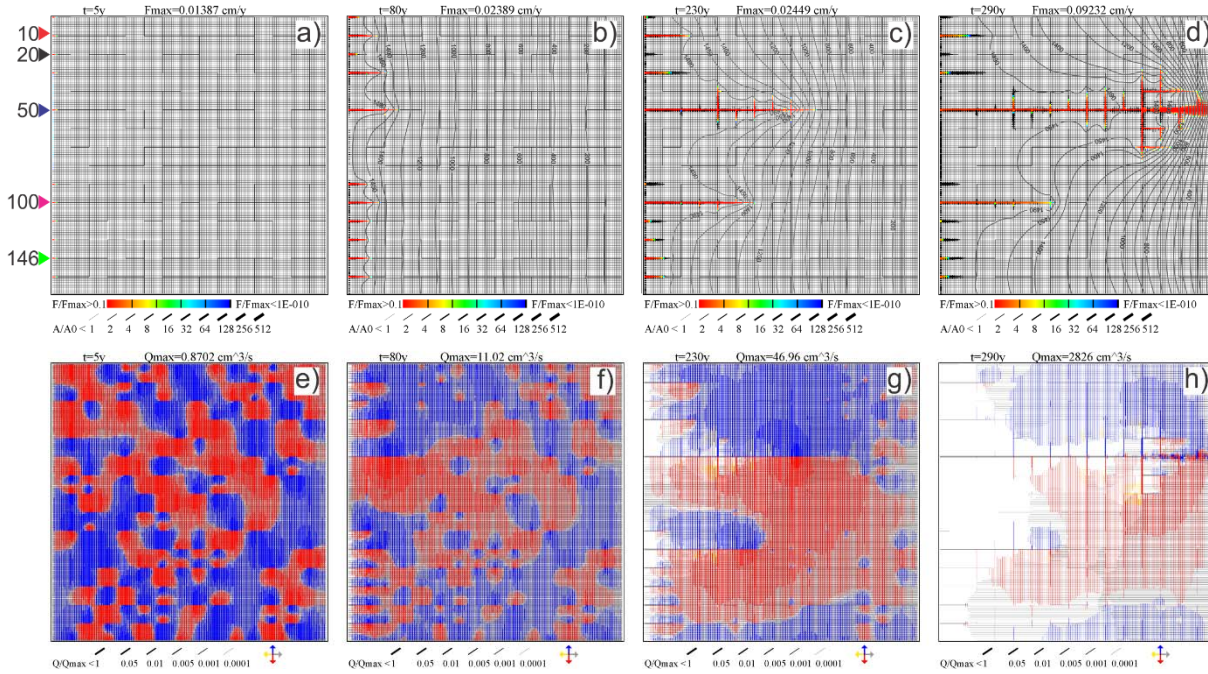 t=5y Fmax=0.01387 cm/y
t=80y Fmax=0.02389 cm/y
t=230y Fmax=0.02449 cm/y
t=290y Fmax=0.09232 cm/y
a)
b)
c)
d)
10
20
50
100
146
F/Fmax>0.1 F/Fmax<1E-010
A/A0 < 1 2 4 8 16 32 64 128 256 512
F/Fmax>0.1 F/Fmax<1E-010
A/A0 < 1 2 4 8 16 32 64 128 256 512
F/Fmax>0.1 F/Fmax<1E-010
A/A0 < 1 2 4 8 16 32 64 128 256 512
F/Fmax>0.1 F/Fmax<1E-010
A/A0 < 1 2 4 8 16 32 64 128 256 512
t=5y Qmax=0.8702 cm^3/s
t=80y Qmax=11.02 cm^3/s
t=230y Qmax=46.96 cm^3/s
t=290y Qmax=2826 cm^3/s
e)
f)
g)
h)
Q/Qmax <1 0.05 0.01 0.005 0.001 0.0001
Q/Qmax <1 0.05 0.01 0.005 0.001 0.0001
Q/Qmax <1 0.05 0.01 0.005 0.001 0.0001
Q/Qmax <1 0.05 0.01 0.005 0.001 0.0001